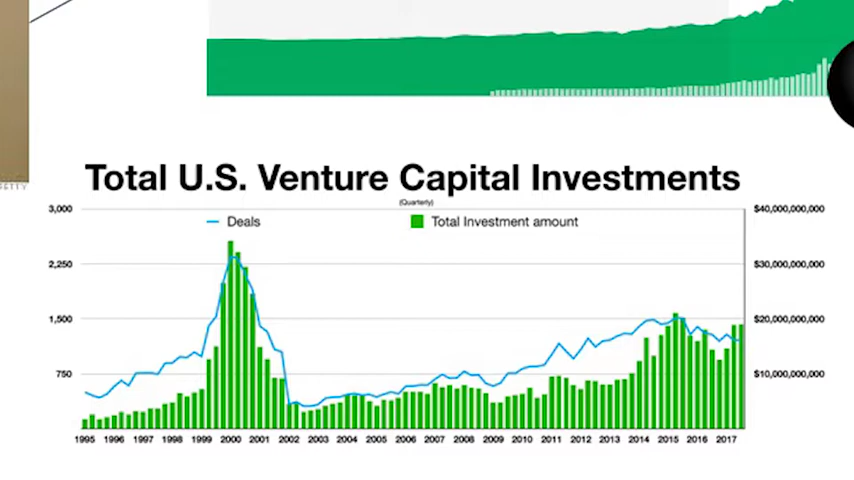 ETTY
Total U.S. Venture Capital Investments
(Quarterly)
3,000 $40,000,000,000
Deals Total Investment amount
2,250 $30,000,000,000
1,500 $20,000,000,000
750 $10,000,000,000
1995 1996 1997 1998 1999 2000 2001 2002 2003 2004 2005 2006 2007 2008 2009 2010 2011 2012 2013 2014 2015 2016 2017